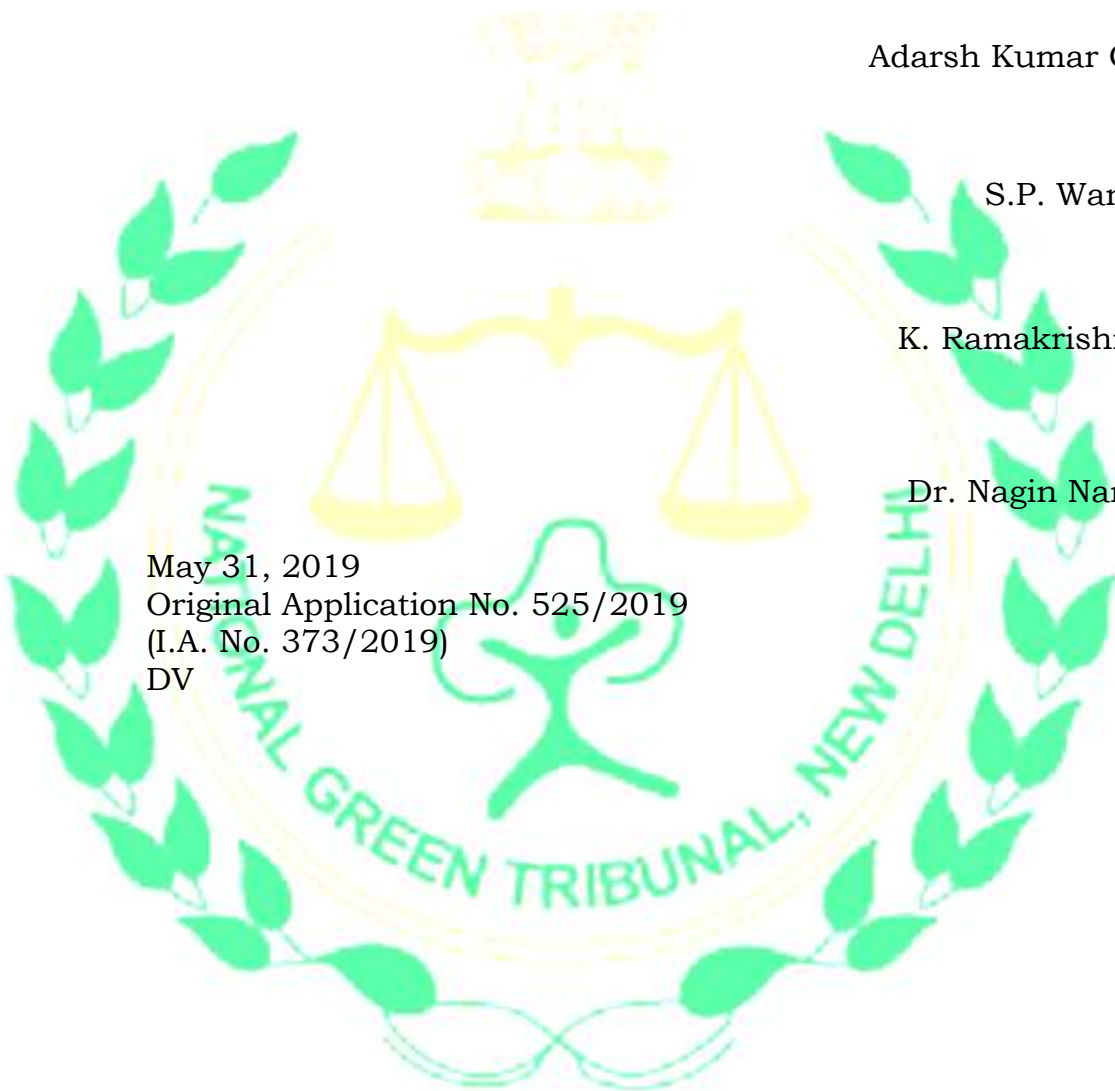 Adarsh Kumar
S.P.
K.
Dr. Nagin
May 31, 2019
Original Application No. 525/2019
(I.A. No. 373/2019)
DV
NATIONAL GREEN TRIBUNAL, NEW DELHI